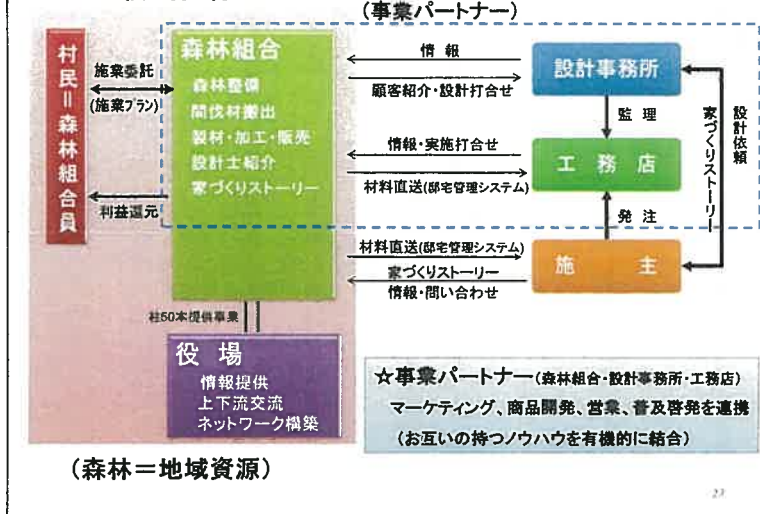 (事業パートナー)
村民＝森林組合員
施業委託
(施業プラン)
利益還元
森林組合
森林整備
間伐材搬出
製材・加工・販売
設計士紹介
家づくりストーリー
情 報
顧客紹介・設計打合せ
情報・実施打合せ
材料直送(邸宅管理システム)
材料直送(邸宅管理システム)
家づくりストーリー
情報・問い合わせ
設計事務所
監 理
工 務 店
発 注
施 主
設計依頼
家づくりストーリー
柱50本提供事業
役 場
情報提供
上下流交流
ネットワーク構築
☆事業パートナー(森林組合・設計事務所・工務店)
マーケティング、商品開発、営業、普及啓発を連携
(お互いの持つノウハウを有機的に結合)
(森林＝地域資源)